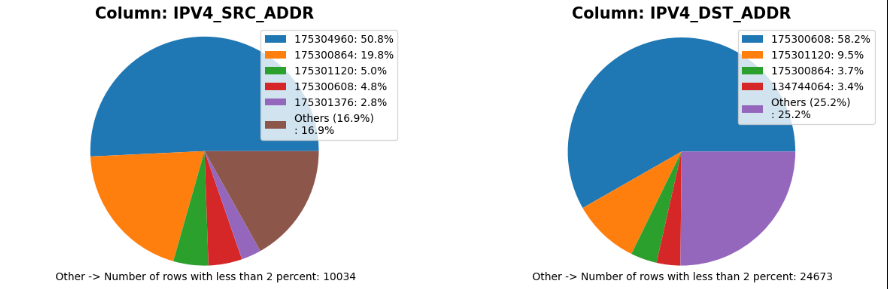 Column: IPV4_SRC_ADDR
175304960: 50.8%
175300864: 19.8%
175301120: 5.0%
175300608: 4.8%
175301376: 2.8%
Others (16.9%)
: 16.9%
Other -> Number of rows with less than 2 percent: 10034
Column: IPV4_DST_ADDR
175300608: 58.2%
175301120: 9.5%
175300864: 3.7%
134744064: 3.4%
Others (25.2%)
: 25.2%
Other -> Number of rows with less than 2 percent: 24673